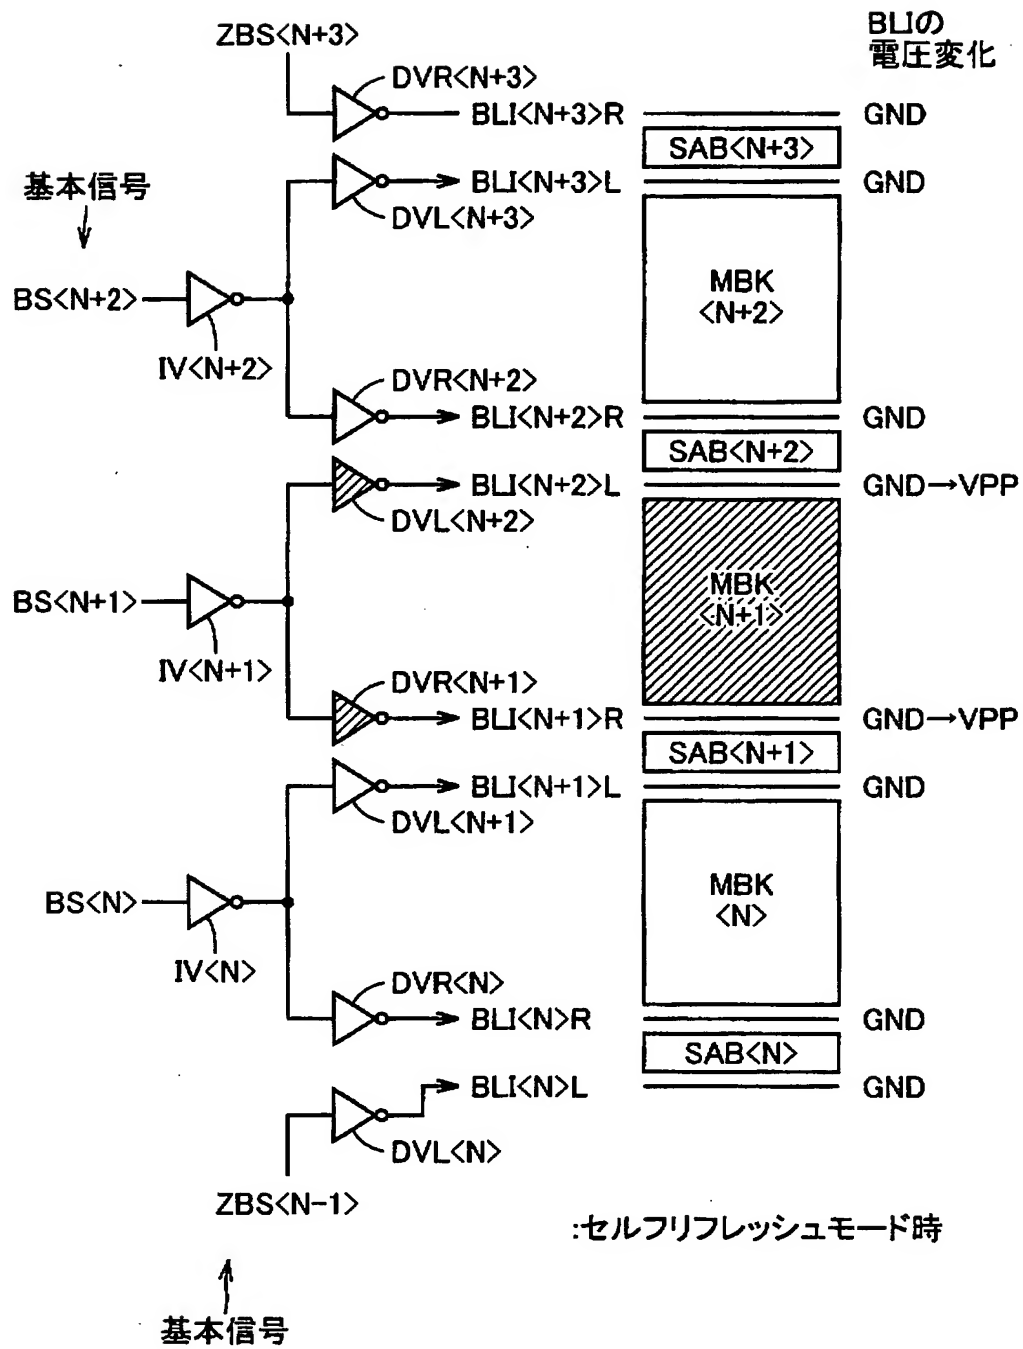 BLIの
電圧変化
ZBS<N+3>
DVR<N+3>
BLI<N+3>R
GND
SAB<N+3>
基本信号
BLI<N+3>L
GND
DVL<N+3>
MBK
<N+2>
BS<N+2>
IV<N+2>
DVR<N+2>
BLI<N+2>R
GND
SAB<N+2>
BLI<N+2>L
GND→VPP
DVL<N+2>
MBK
<N+1>
BS<N+1>
IV<N+1>
DVR<N+1>
BLI<N+1>R
GND→VPP
SAB<N+1>
BLI<N+1>L
GND
DVL<N+1>
MBK
<N>
BS<N>
IV<N>
DVR<N>
BLI<N>R
GND
SAB<N>
BLI<N>L
GND
DVL<N>
ZBS<N-1>
:セルフリフレッシュモード時
基本信号